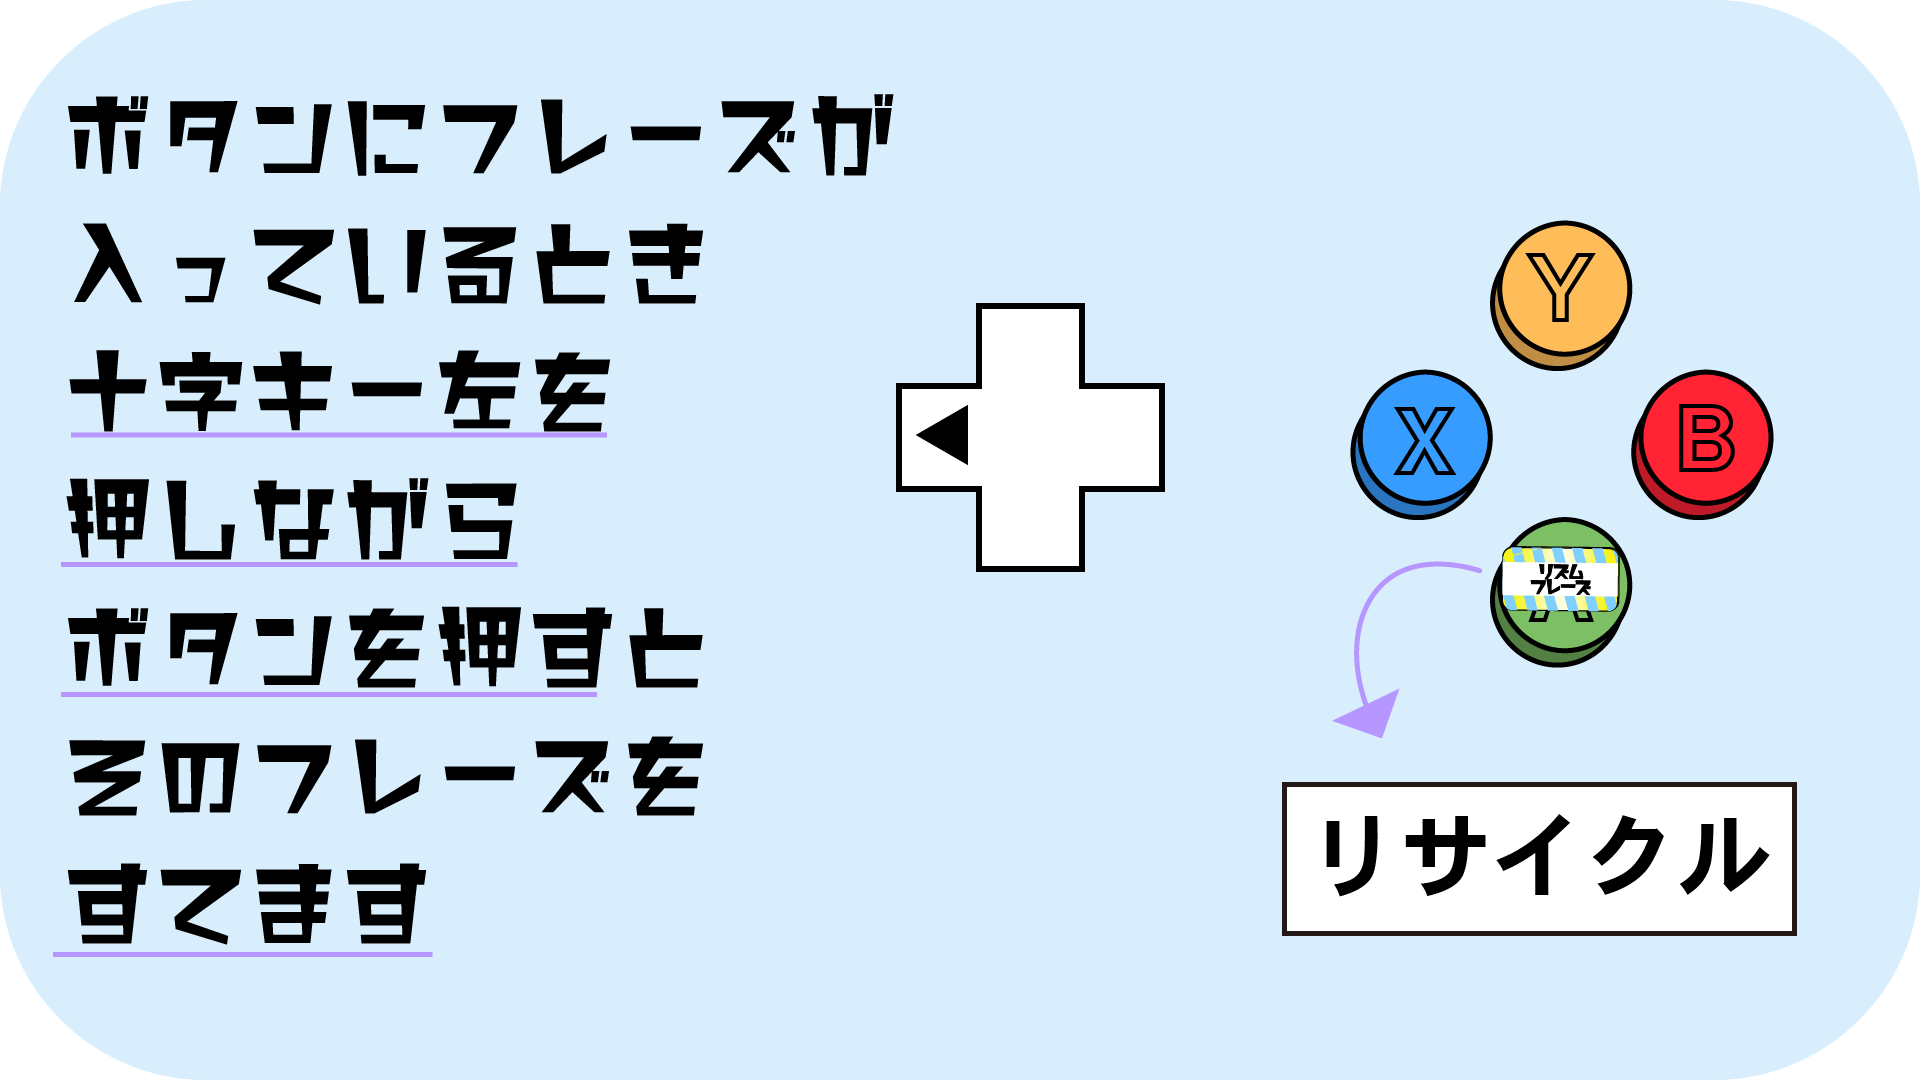 ボタンにフレーズが
入っているとき
十字キー左を
押しながら
ボタンを押すと
そのフレーズを
すてます
Y
X
B
リズム
フレーズ
リサイクル